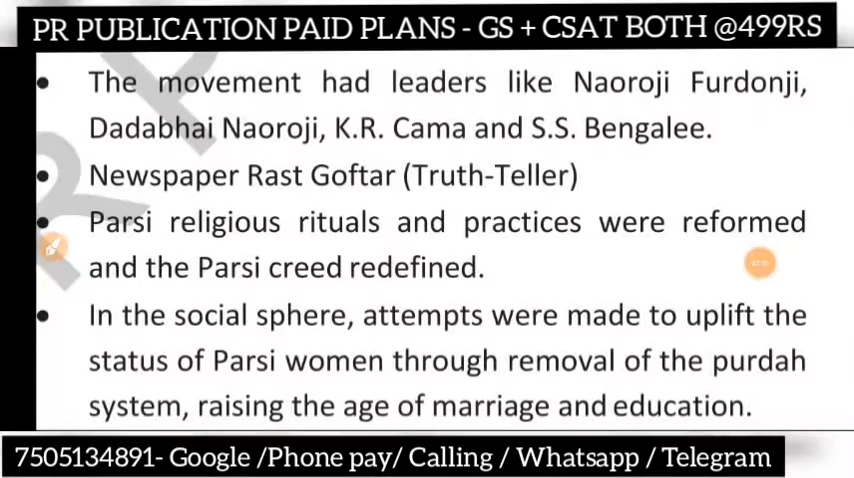 PR PUBLICATION PAID PLANS - GS + CSAT BOTH @499RS
• The movement had leaders like Naoroji Furdonji,
Dadabhai Naoroji, K.R. Cama and S.S. Bengalee.
• Newspaper Rast Goftar (Truth-Teller)
• Parsi religious rituals and practices were reformed
and the Parsi creed redefined.
• In the social sphere, attempts were made to uplift the
status of Parsi women through removal of the purdah
system, raising the age of marriage and education.
7505134891- Google /Phone pay/ Calling / Whatsapp / Telegram